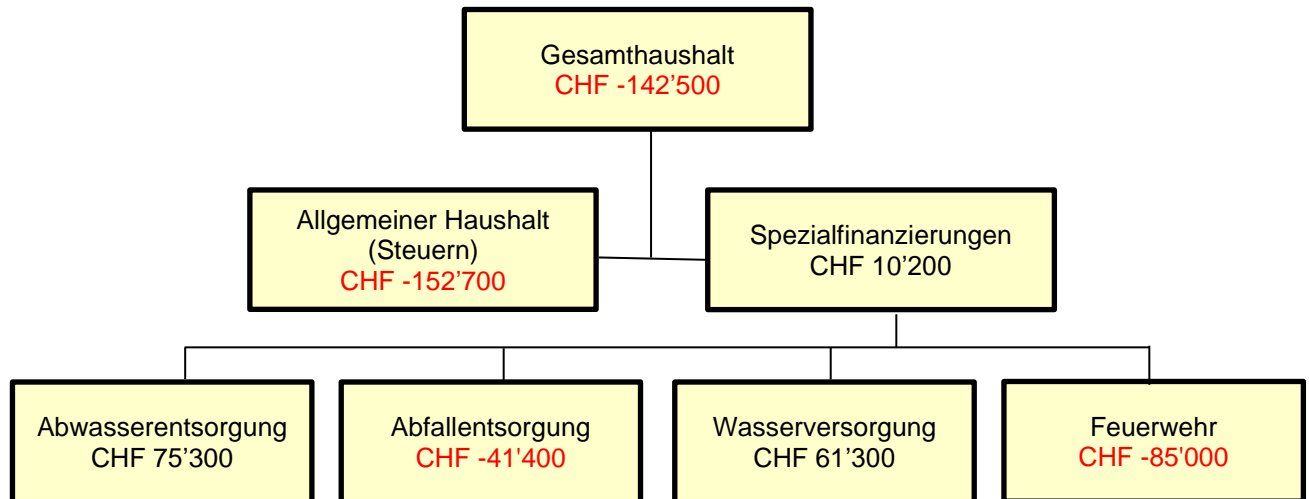 Gesamthaushalt
CHF -142’500
Allgemeiner Haushalt
(Steuern)
CHF -152’700
Spezialfinanzierungen
CHF 10’200
Abwasserentsorgung
CHF 75’300
Abfallentsorgung
CHF -41'400
Wasserversorgung
CHF 61’300
Feuerwehr
CHF -85'000